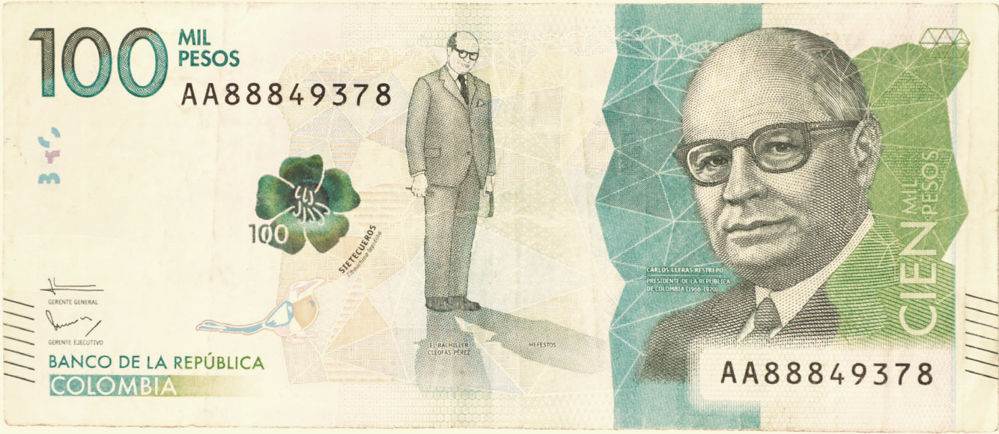 100
MIL
PESOS
AA88849378
100
SIETECUEROS
Tibouchina lepidota
GERENTE GENERAL
GERENTE EJECUTIVO
BANCO DE LA REPÚBLICA
COLOMBIA
EL BACHILLER
CLEOFÁS PÉREZ
HEFESTOS
CARLOS LLERAS RESTREPO
PRESIDENTE DE LA REPÚBLICA
DE COLOMBIA (1966-1970)
CIEN
MIL
PESOS
AA88849378